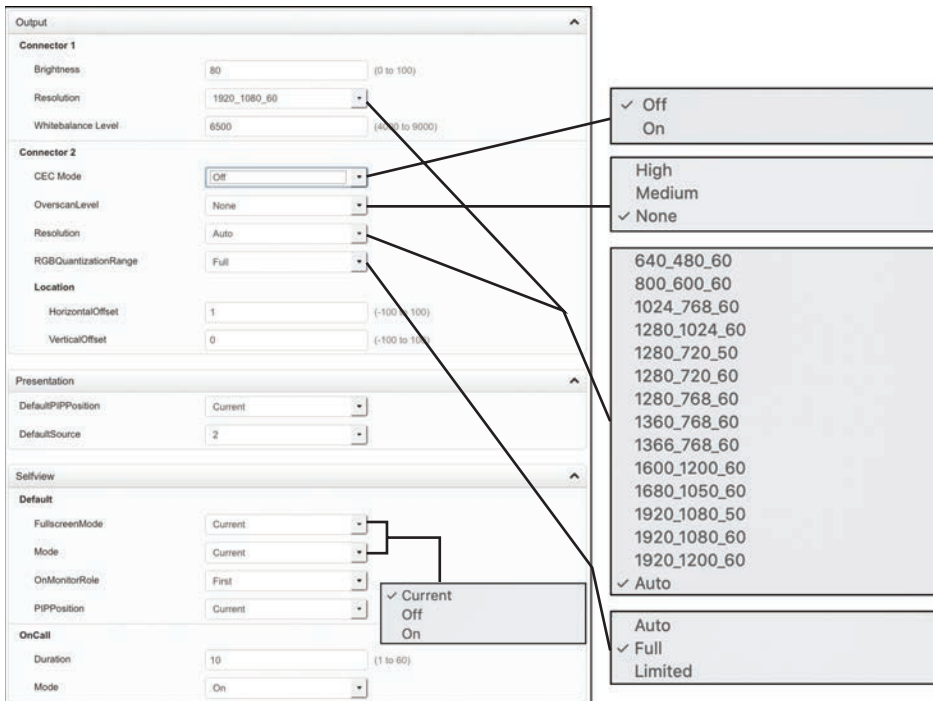 Output
Connector 1
Brightness 80 (0 to 100)
Resolution 1920_1080_60
Whitebalance Level 6500 (4000 to 9000)
Connector 2
CEC Mode Off
OverscanLevel None
Resolution Auto
RGBQuantizationRange Full
Location
HorizontalOffset 1 (-100 to 100)
VerticalOffset 0 (-100 to 100)
Presentation
DefaultPIPPosition Current
DefaultSource 2
Selfview
Default
FullscreenMode Current
Mode Current
OnMonitorRole First
PIPPosition Current
OnCall
Duration 10 (1 to 60)
Mode On
✓ Current
Off
On
✓ Off
On
High
Medium
✓ None
640_480_60
800_600_60
1024_768_60
1280_1024_60
1280_720_50
1280_720_60
1280_768_60
1360_768_60
1366_768_60
1600_1200_60
1680_1050_60
1920_1080_50
1920_1080_60
1920_1200_60
✓ Auto
Auto
✓ Full
Limited